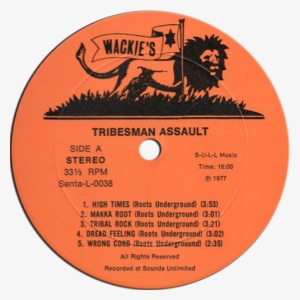 WACKIE'S
TRIBESMAN ASSAULT
SIDE A
STEREO
33⅓ RPM
Senta-L-0038
B-U-L-L Music
Time: 16:00
℗ 1977
1. HIGH TIMES (Roots Underground) (3:53)
2. MAKKA ROOT (Roots Underground) (3:01)
3. TRIBAL ROCK (Roots Underground) (3,21)
4. DREAD FEELING (Roots Underground) (3:02)
5. WRONG COND (Roots Underground) (2:35)
All Rights Reserved
Recorded at Sounds Unlimited